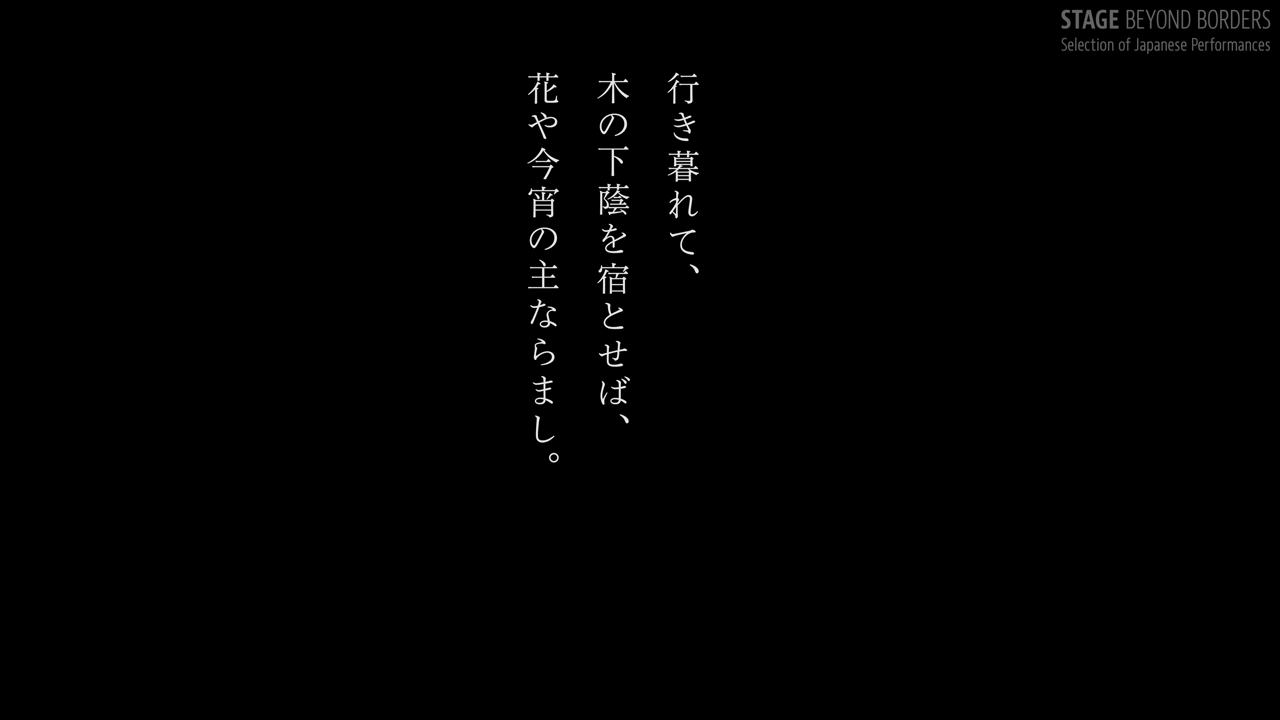 STAGE BEYOND BORDERS
Selection of Japanese Performances
行き暮れて、
木の下蔭を宿とせば、
花や今宵の主ならまし。